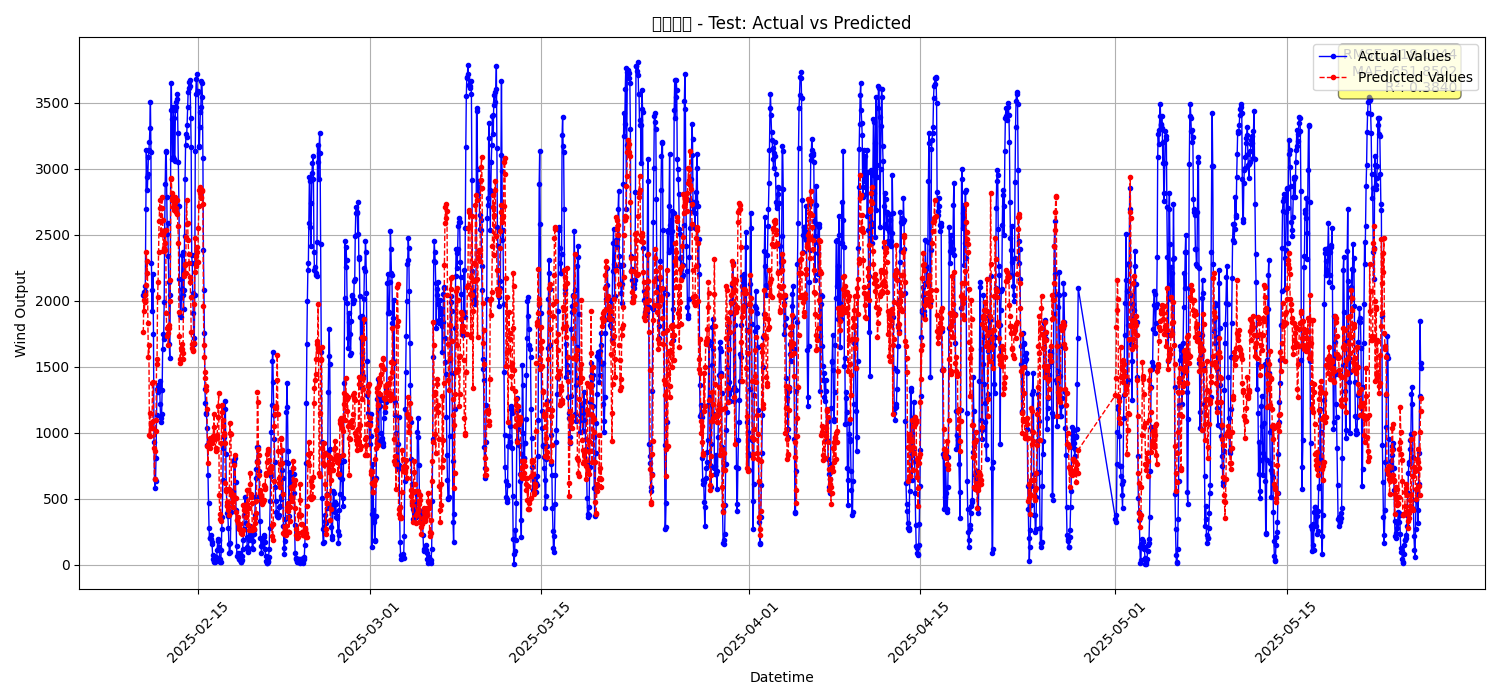 - Test: Actual vs Predicted
Actual Values
Predicted Values
R²: 0.3840
Wind Output
3500
3000
2500
2000
1500
1000
500
0
2025-02-15
2025-03-01
2025-03-15
2025-04-01
2025-04-15
2025-05-01
2025-05-15
Datetime